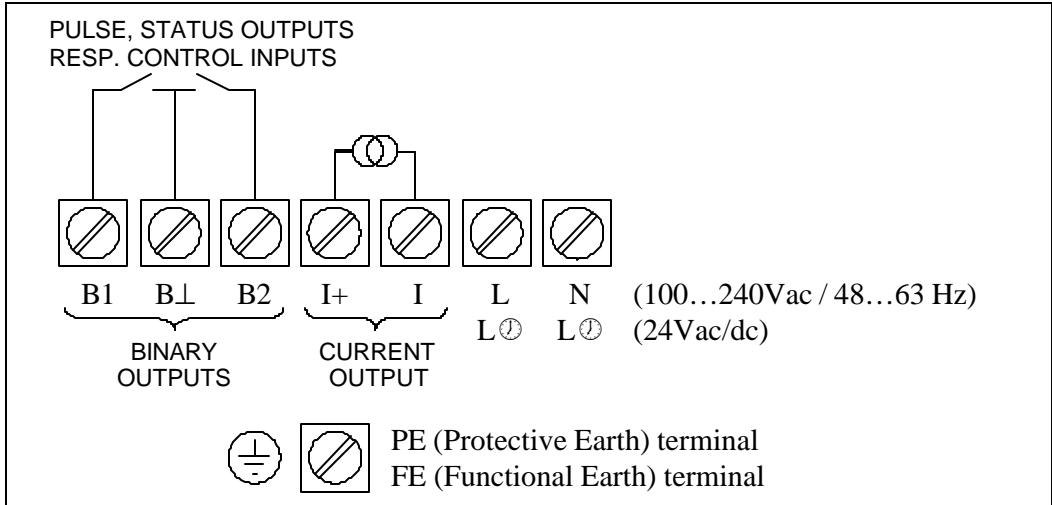 PULSE, STATUS OUTPUTS
RESP. CONTROL INPUTS
B1 B⊥ B2 I+ I L N (100…240Vac / 48…63 Hz)
L🕖 L🕖 (24Vac/dc)
BINARY OUTPUTS
CURRENT OUTPUT
PE (Protective Earth) terminal
FE (Functional Earth) terminal